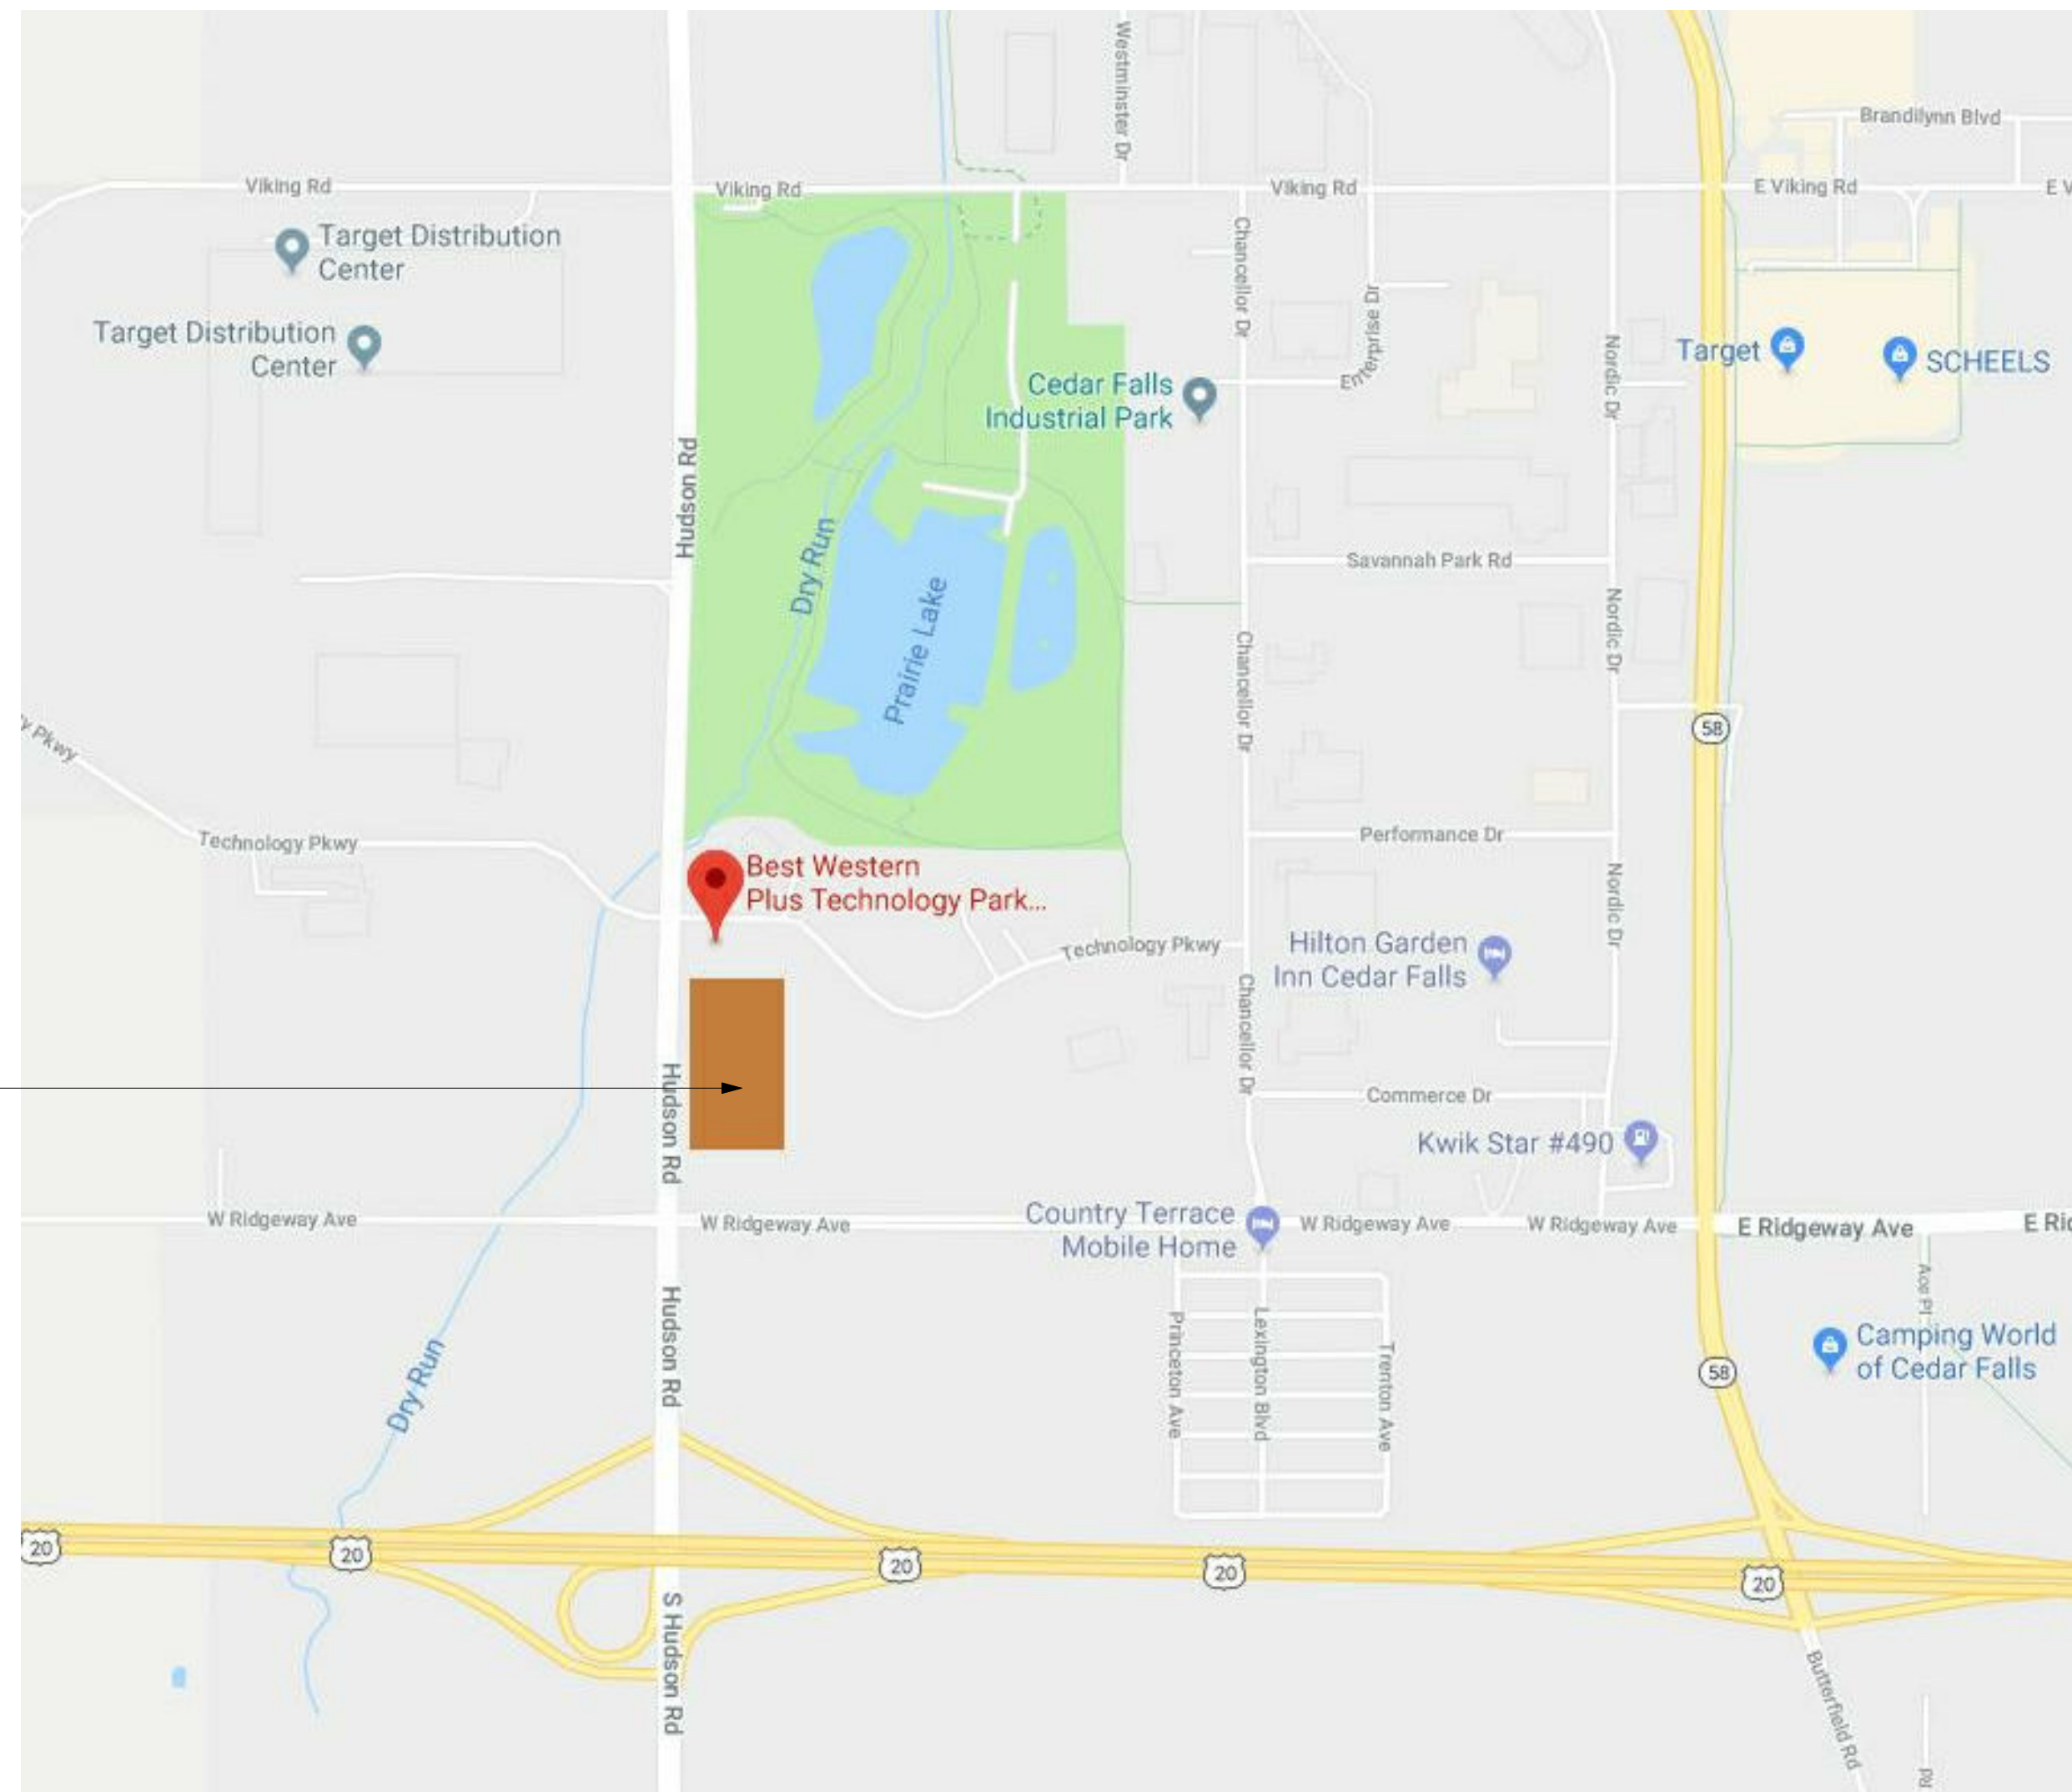 Westminster Dr
Brandilynn Blvd
Viking Rd
Viking Rd
Viking Rd
E Viking Rd
E V
Target Distribution
Center
Target Distribution
Center
Chancellor Dr
Enterprise Dr
Nordic Dr
Target
SCHEELS
Cedar Falls
Industrial Park
Hudson Rd
Dry Run
Prairie Lake
Savannah Park Rd
Nordic Dr
Chancellor Dr
58
y Pkwy
Technology Pkwy
Performance Dr
Best Western
Plus Technology Park...
Nordic Dr
Technology Pkwy
Hilton Garden
Inn Cedar Falls
Chancellor Dr
Hudson Rd
Commerce Dr
Kwik Star #490
W Ridgeway Ave
W Ridgeway Ave
Country Terrace
Mobile Home
W Ridgeway Ave
W Ridgeway Ave
E Ridgeway Ave
E Rid
Ace Pl
Hudson Rd
Dry Run
Princeton Ave
Lexington Blvd
Trenton Ave
58
Camping World
of Cedar Falls
20
20
20
20
20
S Hudson Rd
Butterfield Rd
Rd